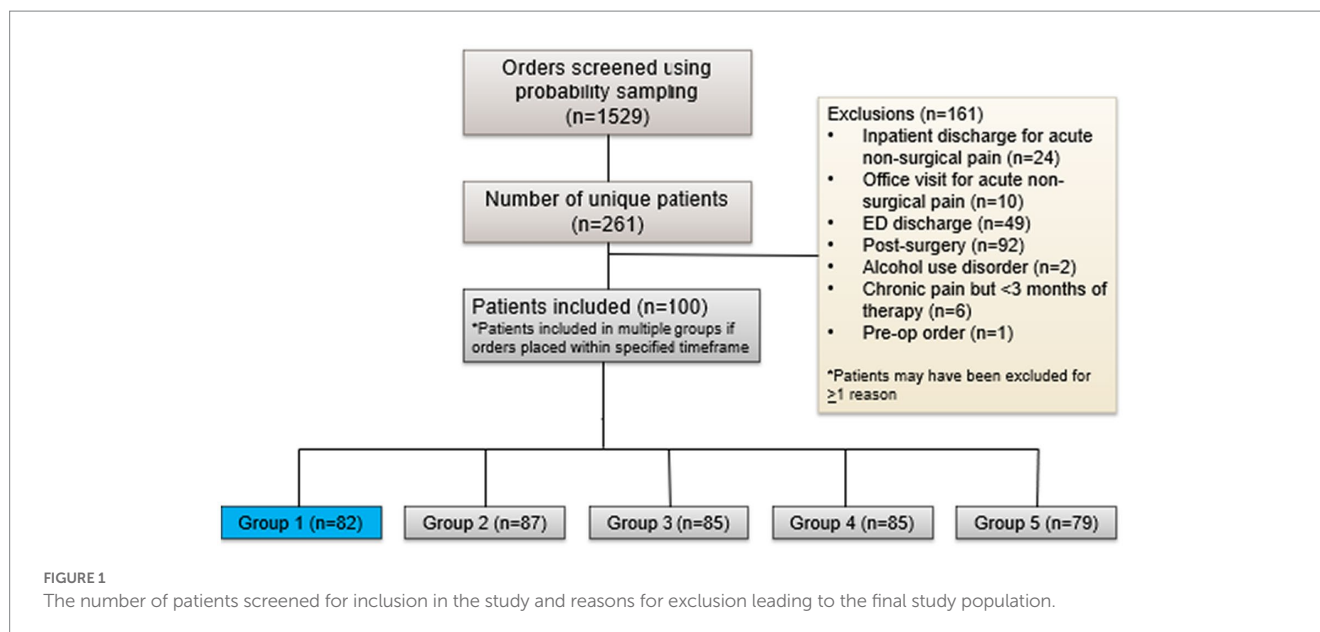 Orders screened using
probability sampling
(n=1529)
Number of unique patients
(n=261)
Exclusions (n=161)
• Inpatient discharge for acute
non-surgical pain (n=24)
• Office visit for acute non-
surgical pain (n=10)
• ED discharge (n=49)
• Post-surgery (n=92)
• Alcohol use disorder (n=2)
• Chronic pain but <3 months of
therapy (n=6)
• Pre-op order (n=1)
*Patients may have been excluded for
≥1 reason
Patients included (n=100)
*Patients included in multiple groups if
orders placed within specified timeframe
Group 1 (n=82)
Group 2 (n=87)
Group 3 (n=85)
Group 4 (n=85)
Group 5 (n=79)
FIGURE 1
The number of patients screened for inclusion in the study and reasons for exclusion leading to the final study population.